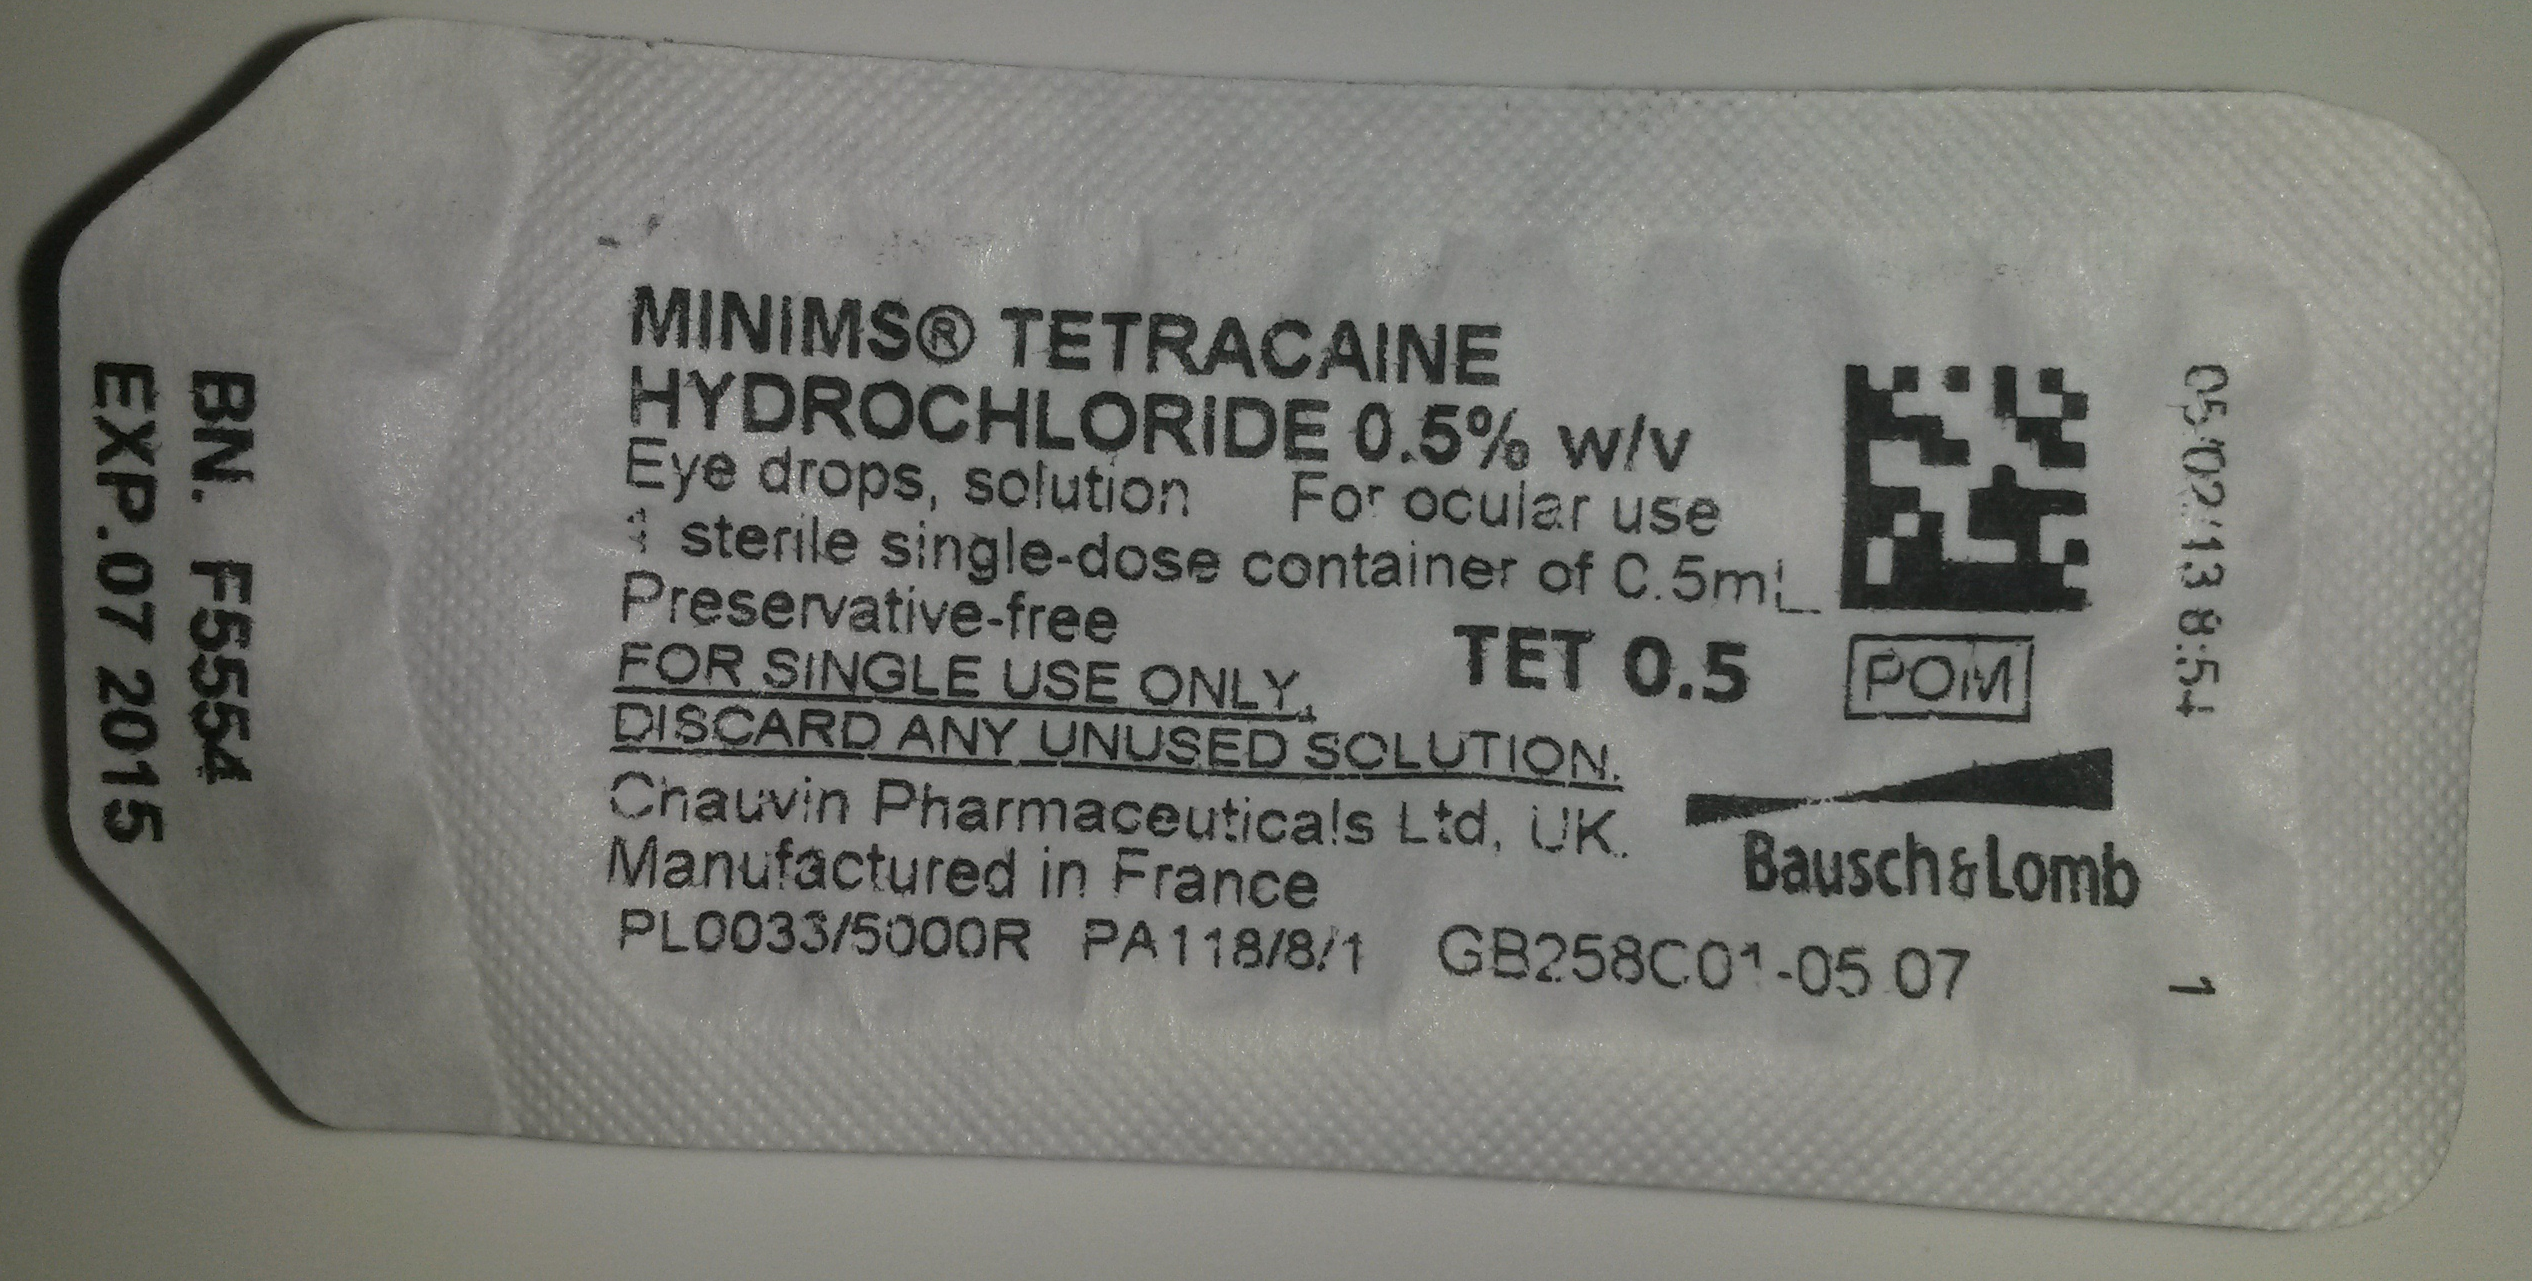 BN. F5554
EXP.07 2015
MINIMS® TETRACAINE
HYDROCHLORIDE 0.5% w/v
Eye drops, solution For ocular use
1 sterile single-dose container of 0.5mL
Preservative-free
TET 0.5
POM
FOR SINGLE USE ONLY.
DISCARD ANY UNUSED SOLUTION.
Chauvin Pharmaceuticals Ltd, UK.
Manufactured in France
Bausch & Lomb
PL0033/5000R PA118/8/1 GB258C01-05 07
05/02/13 8:54
1